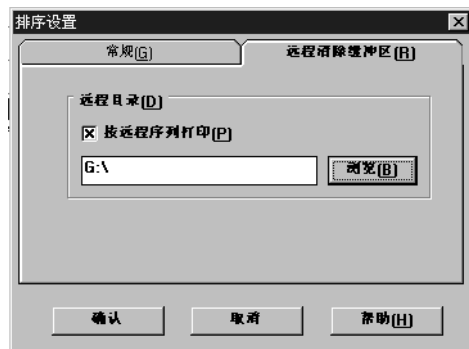 排序设置
常规(G)
远程清除缓冲区(R)
远程目录(D)
按远程序列打印(P)
G:\
浏览(B)
确认
取消
帮助(H)